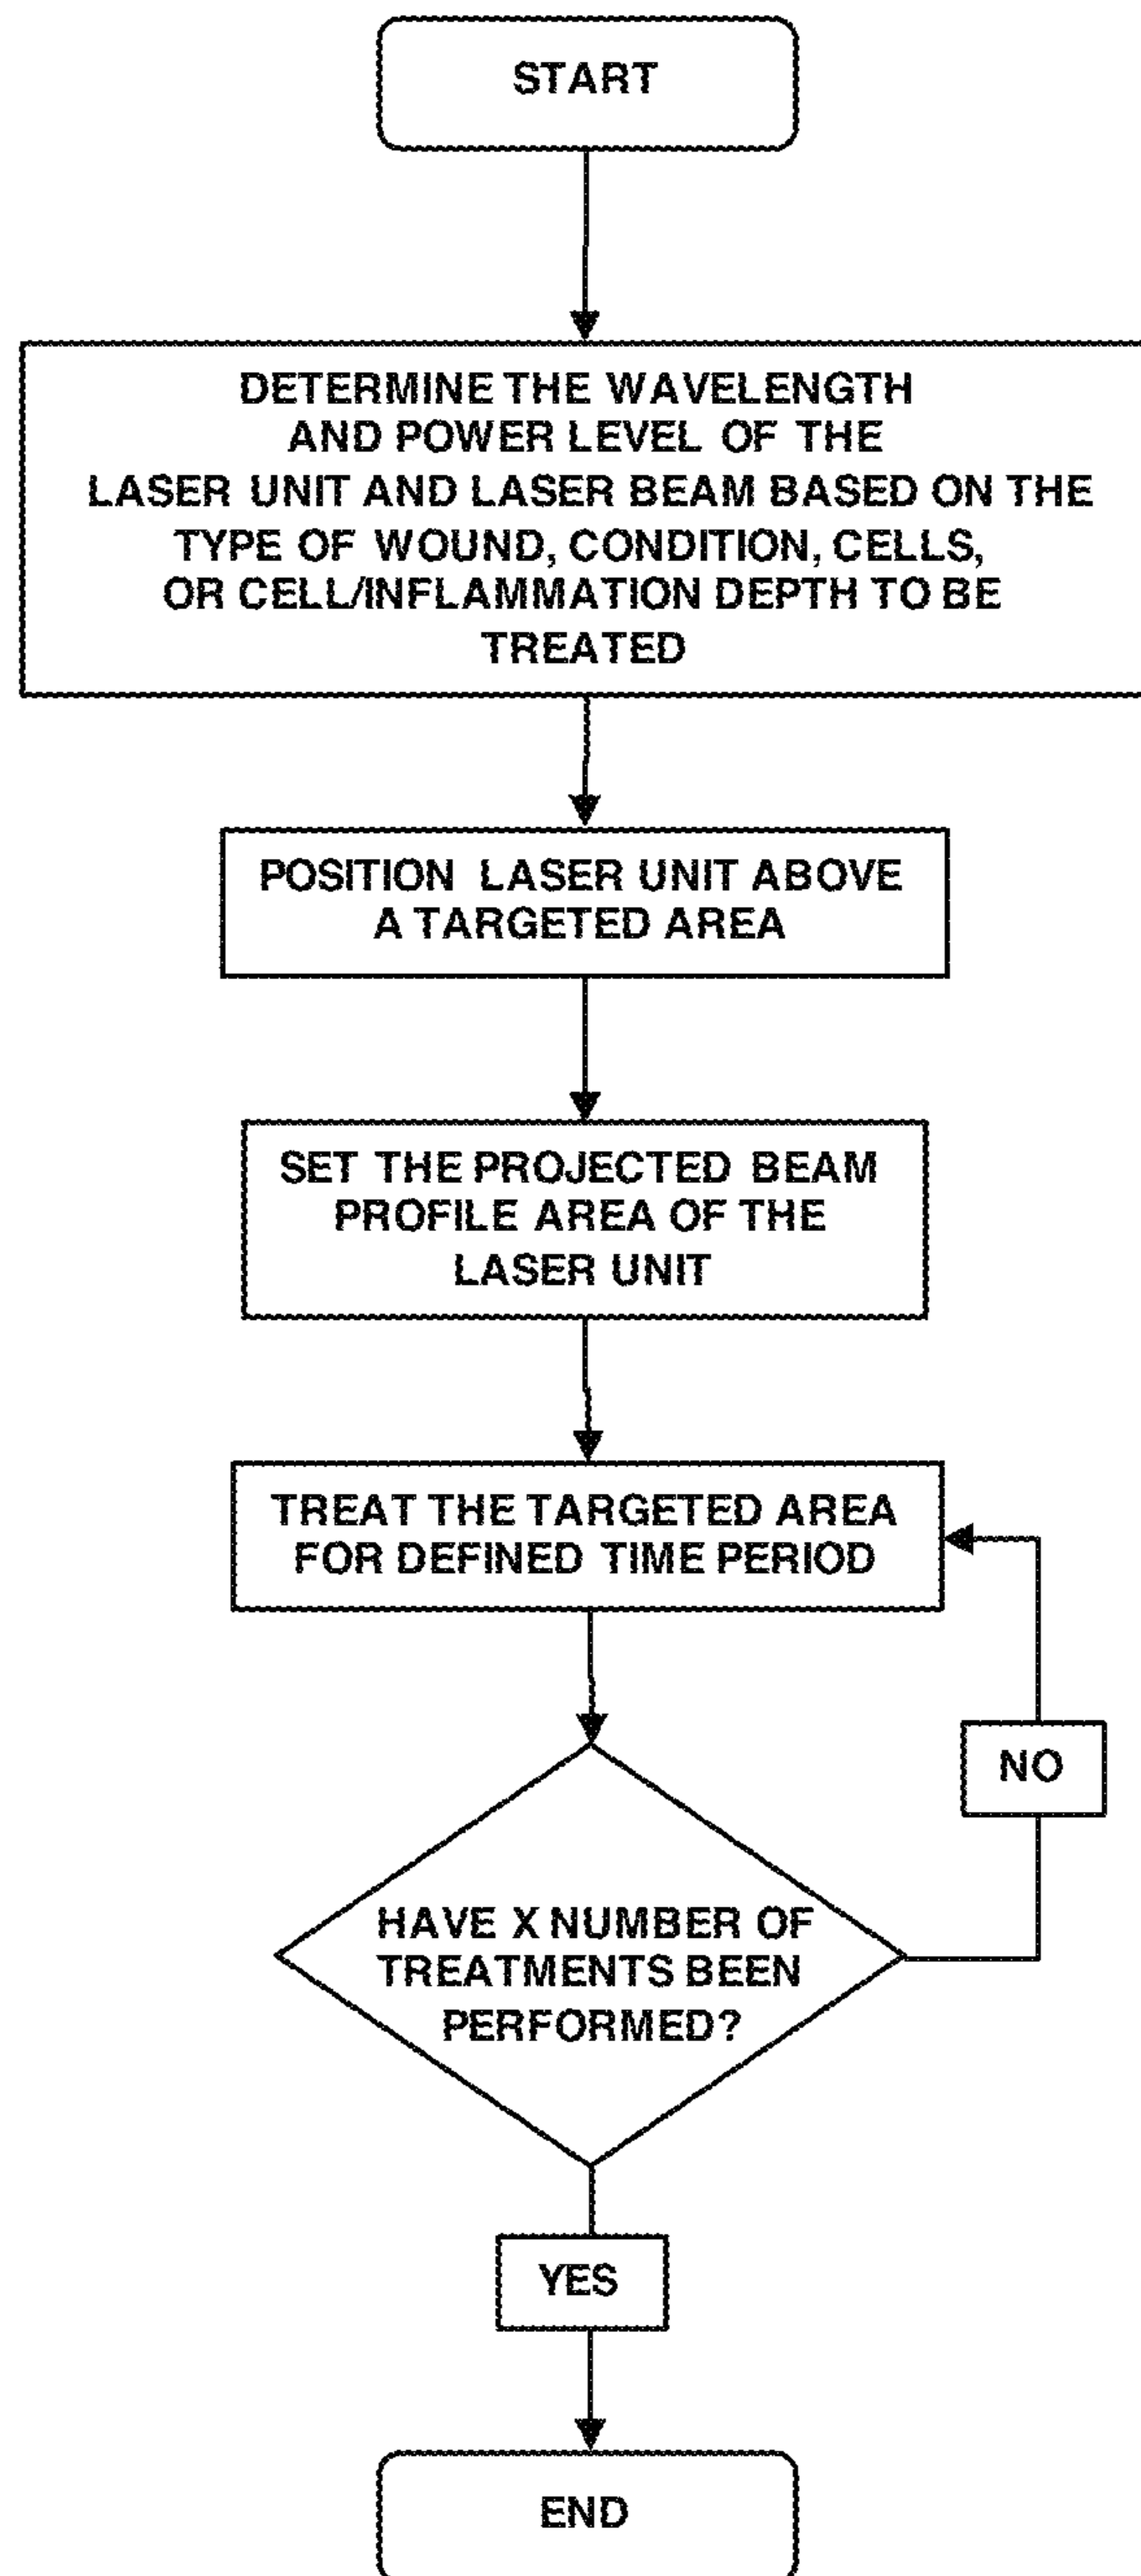 START
DETERMINE THE WAVELENGTH
AND POWER LEVEL OF THE
LASER UNIT AND LASER BEAM BASED ON THE
TYPE OF WOUND, CONDITION, CELLS,
OR CELL/INFLAMMATION DEPTH TO BE
TREATED
POSITION LASER UNIT ABOVE
A TARGETED AREA
SET THE PROJECTED BEAM
PROFILE AREA OF THE
LASER UNIT
TREAT THE TARGETED AREA
FOR DEFINED TIME PERIOD
NO
HAVE X NUMBER OF
TREATMENTS BEEN
PERFORMED?
YES
END